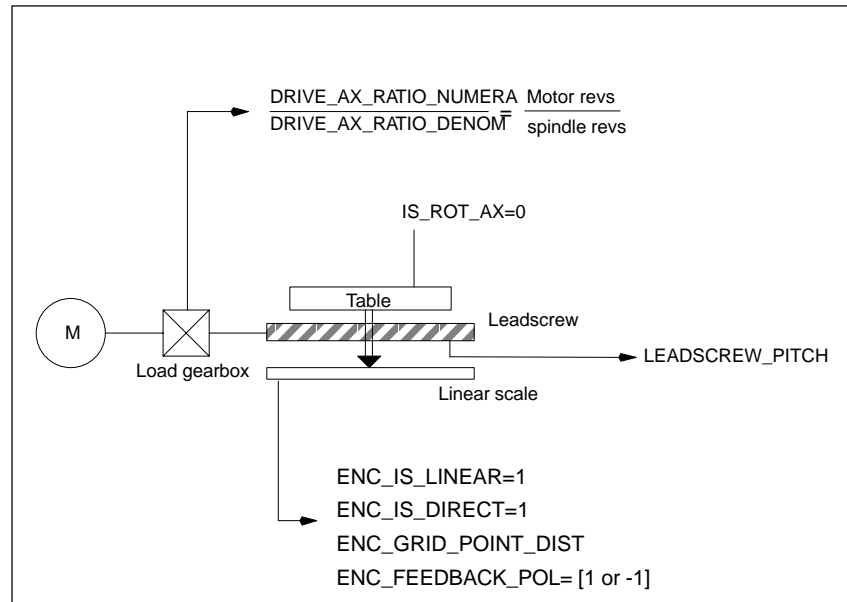 DRIVE_AX_RATIO_NUMERA
DRIVE_AX_RATIO_DENOM
=
Motor revs
spindle revs
IS_ROT_AX=0
Table
Leadscrew
M
Load gearbox
LEADSCREW_PITCH
Linear scale
ENC_IS_LINEAR=1
ENC_IS_DIRECT=1
ENC_GRID_POINT_DIST
ENC_FEEDBACK_POL= [1 or -1]